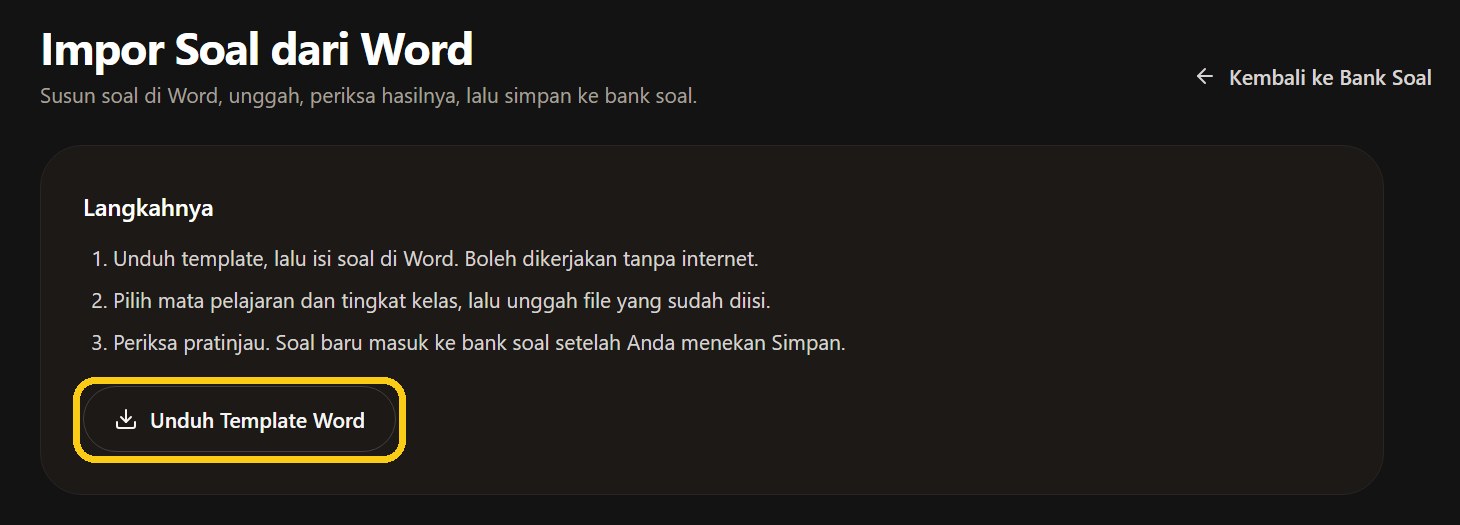 Impor Soal dari Word
Susun soal di Word, unggah, periksa hasilnya, lalu simpan ke bank soal.
Kembali ke Bank Soal
Langkahnya
1. Unduh template, lalu isi soal di Word. Boleh dikerjakan tanpa internet.
2. Pilih mata pelajaran dan tingkat kelas, lalu unggah file yang sudah diisi.
3. Periksa pratinjau. Soal baru masuk ke bank soal setelah Anda menekan Simpan.
Unduh Template Word